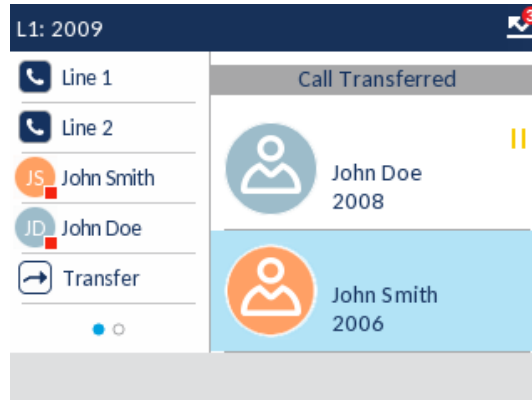 L1: 2009
3
Line 1
Line 2
JS John Smith
JD John Doe
Transfer
Call Transferred
John Doe
2008
John Smith
2006